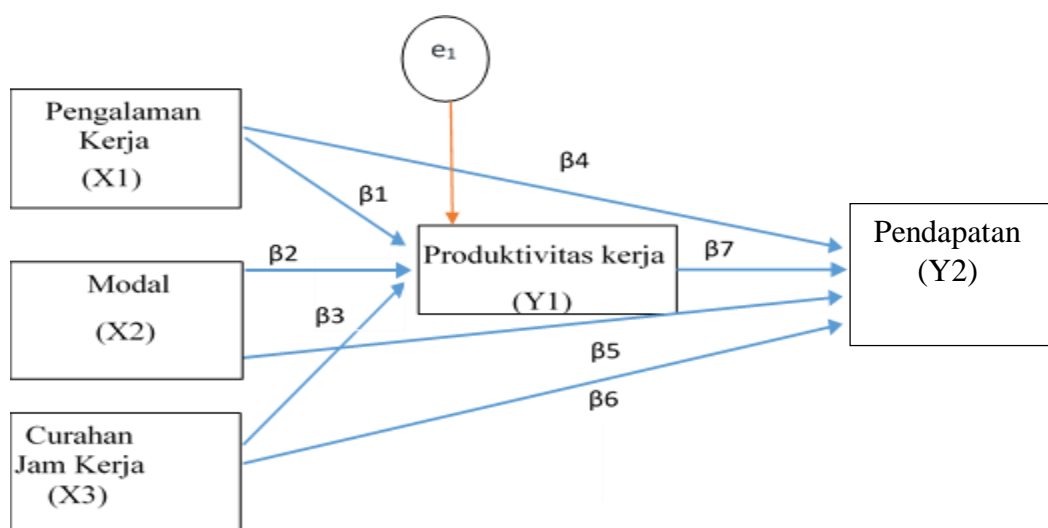 e₁
Pengalaman
Kerja
(X1)
β4
β1
Pendapatan
(Y2)
β2
Produktivitas kerja
(Y1)
β7
Modal
(X2)
β3
β5
β6
Curahan
Jam Kerja
(X3)